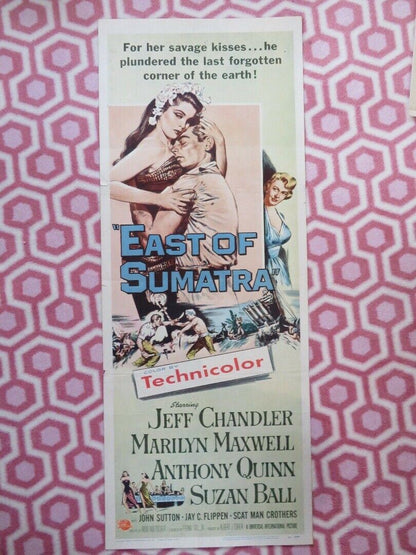 For her savage kisses...he
plundered the last forgotten
corner of the earth!
"EAST OF
SUMATRA"
COLOR BY
Technicolor
Starring
JEFF CHANDLER
MARILYN MAXWELL
ANTHONY QUINN
SUZAN BALL
JOHN SUTTON · JAY C. FLIPPEN · SCAT MAN CROTHERS
A UNIVERSAL-INTERNATIONAL PICTURE